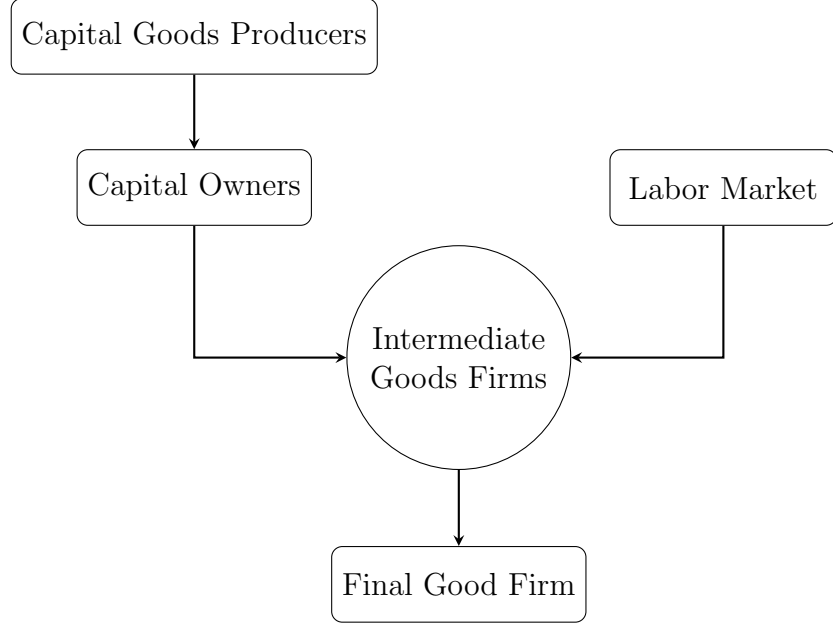 Capital Goods Producers
Capital Owners
Labor Market
Intermediate
Goods Firms
Final Good Firm